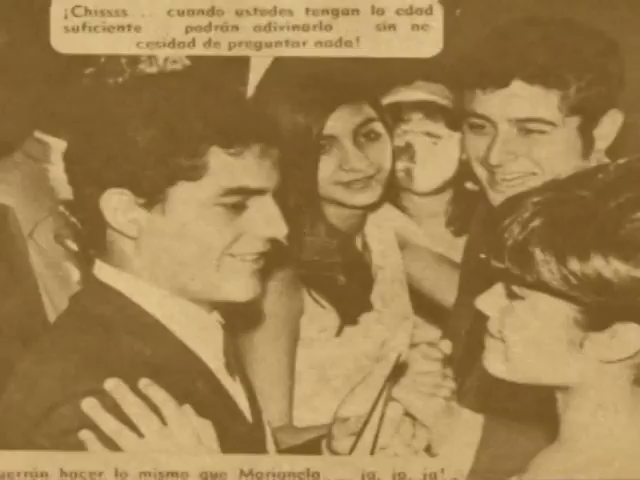 ¡Chissss... cuando ustedes tengan la edad
suficiente podrán adivinarlo sin ne-
cesidad de preguntar nada!
querrán hacer lo mismo que Marianela... ja, ja, ja!